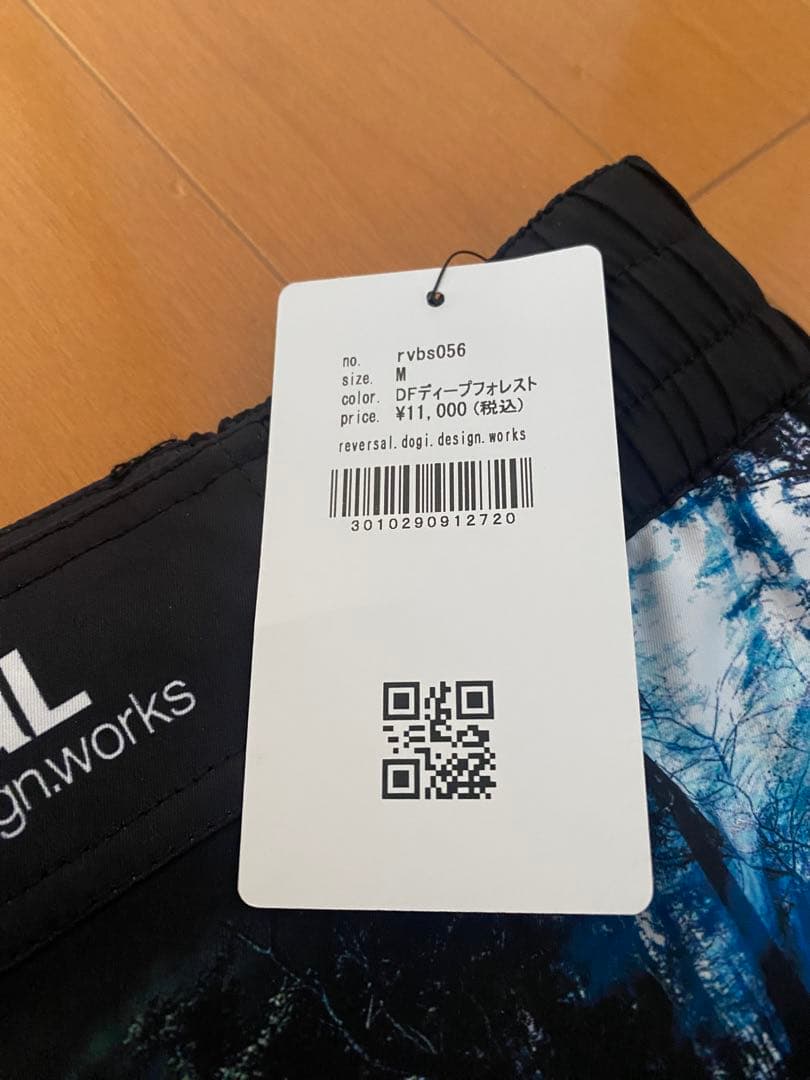 no. rvbs056
size. M
color. DFディープフォレスト
price. ¥11,000(税込)
reversal.dogi.design.works
3010290912720
AL
gn.works